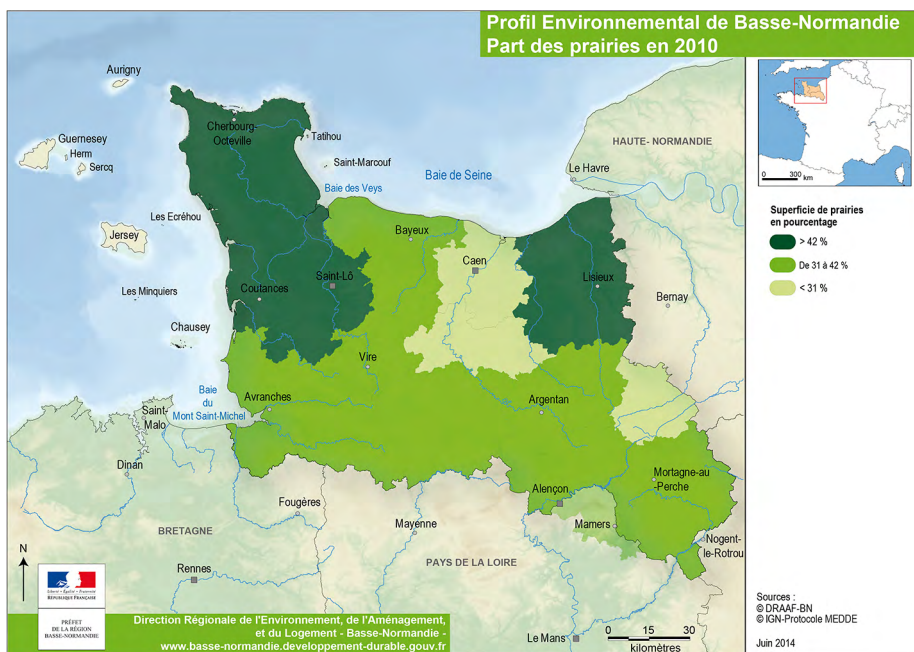 Profil Environnemental de Basse-Normandie
Part des prairies en 2010
Aurigny
Guernesey
Herm
Sercq
Cherbourg-
Octeville
Tatihou
Saint-Marcouf
Baie des Veys
Baie de Seine
HAUTE- NORMANDIE
Le Havre
Les Ecréhou
Jersey
Bayeux
Caen
Saint-Lô
Coutances
Lisieux
Bernay
Les Minquiers
Chausey
Vire
Baie
du
Mont Saint-Michel
Avranches
Argentan
Saint-
Malo
Dinan
Mortagne-au
Perche
Alençon
Mamers
Nogent-
le-Rotrou
Fougères
Mayenne
BRETAGNE
PAYS DE LA LOIRE
Rennes
Le Mans
0 300 km
Superficie de prairies
en pourcentage
> 42 %
De 31 à 42 %
< 31 %
N
Liberté • Égalité • Fraternité
RÉPUBLIQUE FRANÇAISE
PRÉFET
DE LA RÉGION
BASSE-NORMANDIE
Direction Régionale de l'Environnement, de l'Aménagement,
et du Logement - Basse-Normandie -
www.basse-normandie.developpement-durable.gouv.fr
0 15 30
kilomètres
Sources :
© DRAAF-BN
© IGN-Protocole MEDDE
Juin 2014